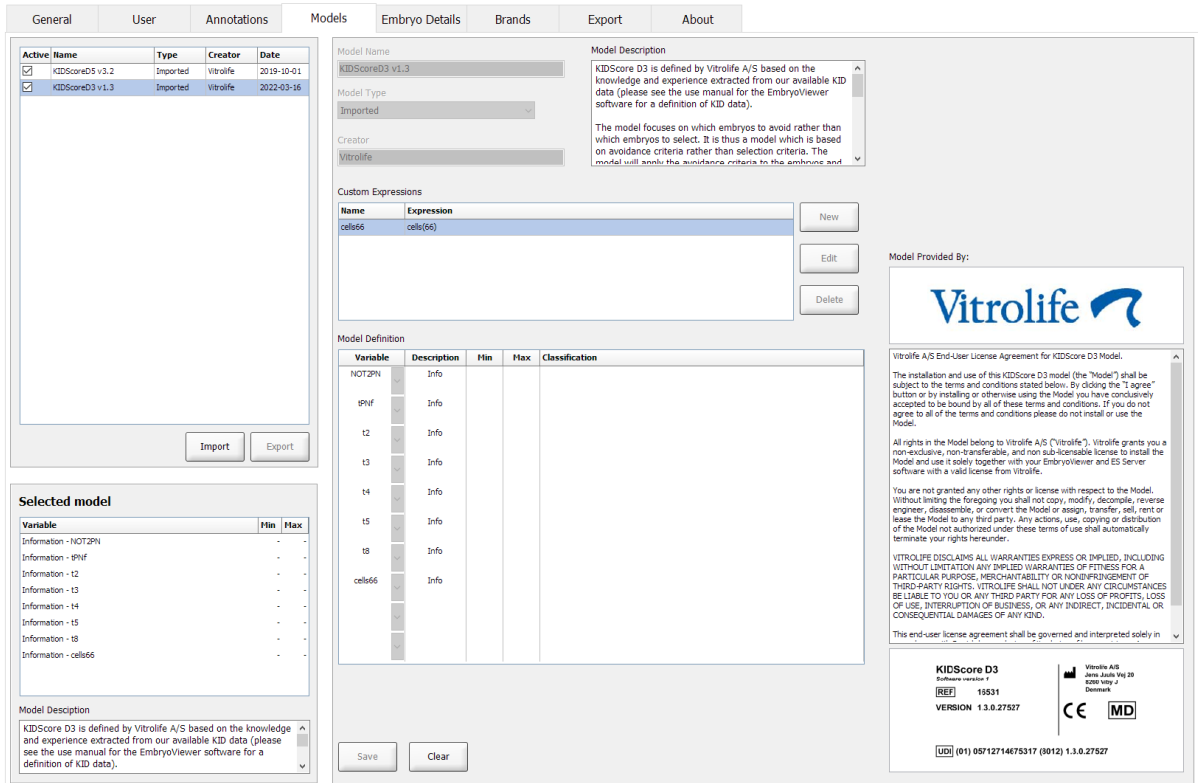 General User Annotations Models Embryo Details Brands Export About
Active Name Type Creator Date
KIDScoreD5 v3.2 Imported Vitrolife 2019-10-01
KIDScoreD3 v1.3 Imported Vitrolife 2022-03-16
Import Export
Selected model
Variable Min Max
Information - NOT2PN - -
Information - tPNf - -
Information - t2 - -
Information - t3 - -
Information - t4 - -
Information - t5 - -
Information - t8 - -
Information - cells66 - -
Model Desciption
KIDScore D3 is defined by Vitrolife A/S based on the knowledge
and experience extracted from our available KID data (please
see the use manual for the EmbryoViewer software for a
definition of KID data).
Model Name
KIDScoreD3 v1.3
Model Type
Imported
Creator
Vitrolife
Model Description
KIDScore D3 is defined by Vitrolife A/S based on the
knowledge and experience extracted from our available KID
data (please see the use manual for the EmbryoViewer
software for a definition of KID data).
The model focuses on which embryos to avoid rather than
which embryos to select. It is thus a model which is based
on avoidance criteria rather than selection criteria. The
model will apply the avoidance criteria to the embryos and
Custom Expressions
Name Expression
cells66 cells(66)
New
Edit
Delete
Model Definition
Variable Description Min Max Classification
NOT2PN Info
tPNf Info
t2 Info
t3 Info
t4 Info
t5 Info
t8 Info
cells66 Info
Save Clear
Model Provided By:
Vitrolife
Vitrolife A/S End-User License Agreement for KIDScore D3 Model.
The installation and use of this KIDScore D3 model (the "Model") shall be
subject to the terms and conditions stated below. By clicking the "I agree"
button or by installing or otherwise using the Model you have conclusively
accepted to be bound by all of these terms and conditions. If you do not
agree to all of the terms and conditions please do not install or use the
Model.
All rights in the Model belong to Vitrolife A/S ("Vitrolife"). Vitrolife grants you a
non-exclusive, non-transferable, and non sub-licensable license to install the
Model and use it solely together with your EmbryoViewer and ES Server
software with a valid license from Vitrolife.
You are not granted any other rights or license with respect to the Model.
Without limiting the foregoing you shall not copy, modify, decompile, reverse
engineer, disassemble, or convert the Model or assign, transfer, sell, rent or
lease the Model to any third party. Any actions, use, copying or distribution
of the Model not authorized under these terms of use shall automatically
terminate your rights hereunder.
VITROLIFE DISCLAIMS ALL WARRANTIES EXPRESS OR IMPLIED, INCLUDING
WITHOUT LIMITATION ANY IMPLIED WARRANTIES OF FITNESS FOR A
PARTICULAR PURPOSE, MERCHANTABILITY OR NONINFRINGEMENT OF
THIRD-PARTY RIGHTS. VITROLIFE SHALL NOT UNDER ANY CIRCUMSTANCES
BE LIABLE TO YOU OR ANY THIRD PARTY FOR ANY LOSS OF PROFITS, LOSS
OF USE, INTERRUPTION OF BUSINESS, OR ANY INDIRECT, INCIDENTAL OR
CONSEQUENTIAL DAMAGES OF ANY KIND.
This end-user license agreement shall be governed and interpreted solely in
KIDScore D3
Software version 1
REF 16531
VERSION 1.3.0.27527
Vitrolife A/S
Jens Juuls Vej 20
8260 Viby J
Denmark
CE MD
UDI (01) 05712714675317 (8012) 1.3.0.27527